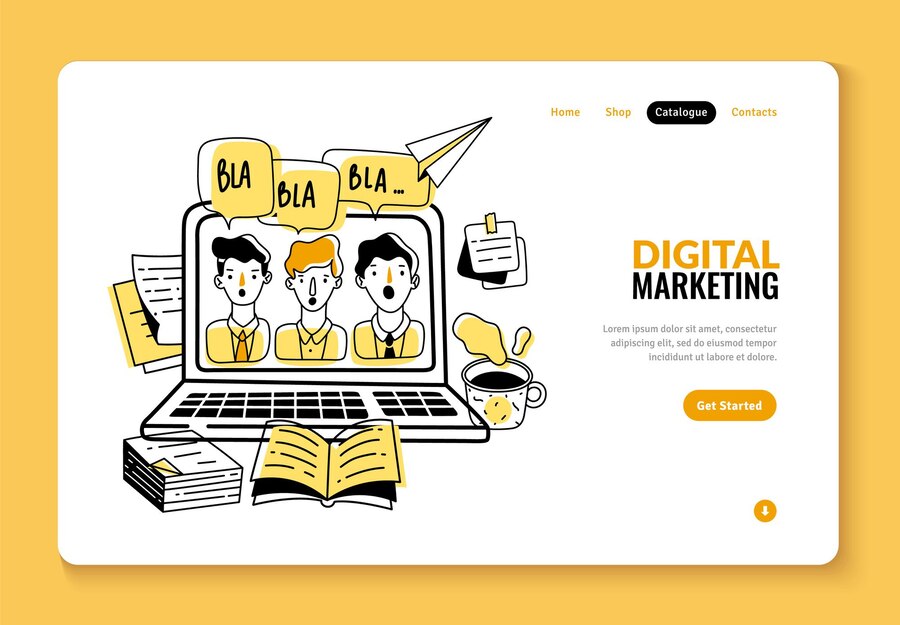 Home Shop Catalogue Contacts
BLA
BLA
BLA...
DIGITAL
MARKETING
Lorem ipsum dolor sit amet, consectetur
adipiscing elit, sed do eiusmod tempor
incididunt ut labore et dolore.
Get Started